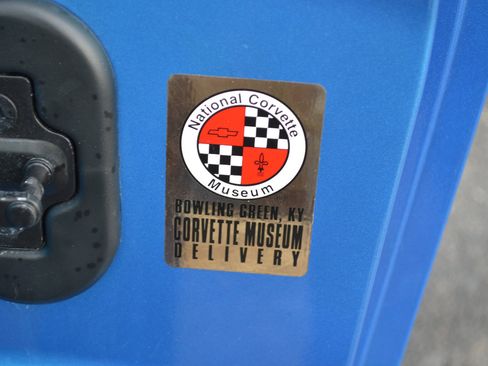 National Corvette
Museum
BOWLING GREEN, KY
CORVETTE MUSEUM
DELIVERY